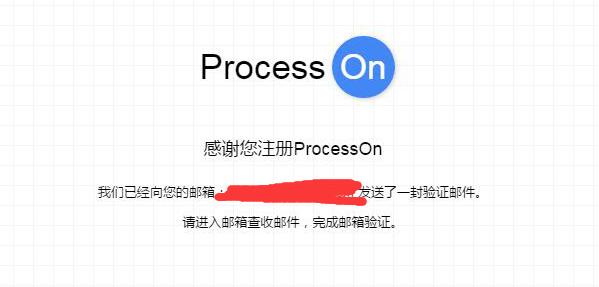 Process On
感谢您注册ProcessOn
我们已经向您的邮箱：发送了一封验证邮件。
请进入邮箱查收邮件，完成邮箱验证。